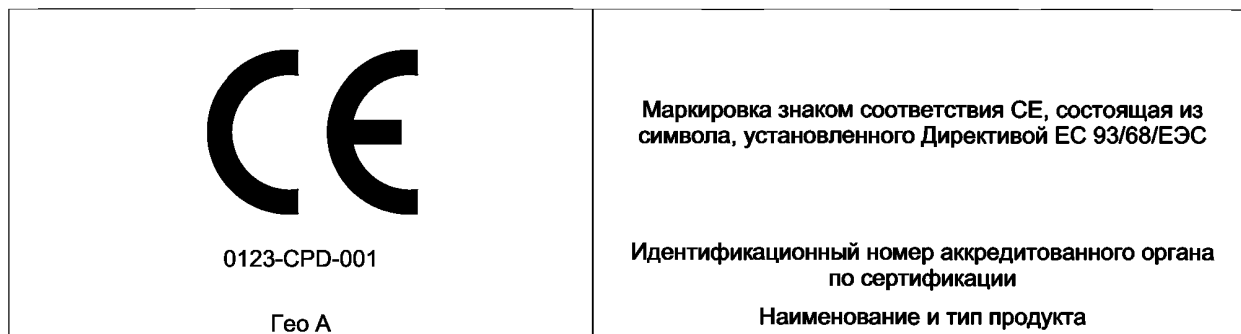 CE
0123-CPD-001
Гео А
Маркировка знаком соответствия СЕ, состоящая из
символа, установленного Директивой ЕС 93/68/ЕЭС
Идентификационный номер аккредитованного органа
по сертификации
Наименование и тип продукта